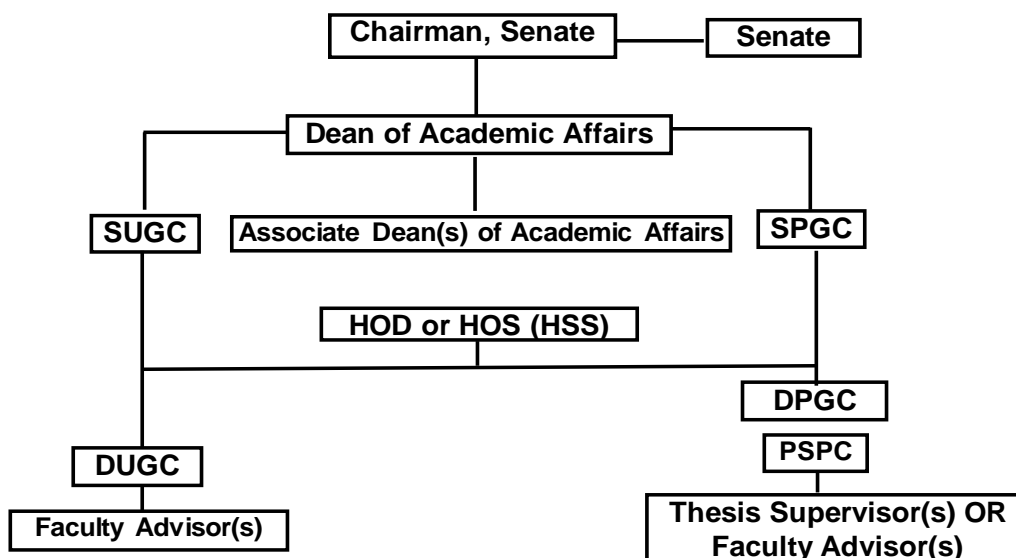 Chairman, Senate
Senate
Dean of Academic Affairs
SUGC
Associate Dean(s) of Academic Affairs
SPGC
HOD or HOS (HSS)
DPGC
DUGC
PSPC
Faculty Advisor(s)
Thesis Supervisor(s) OR
Faculty Advisor(s)